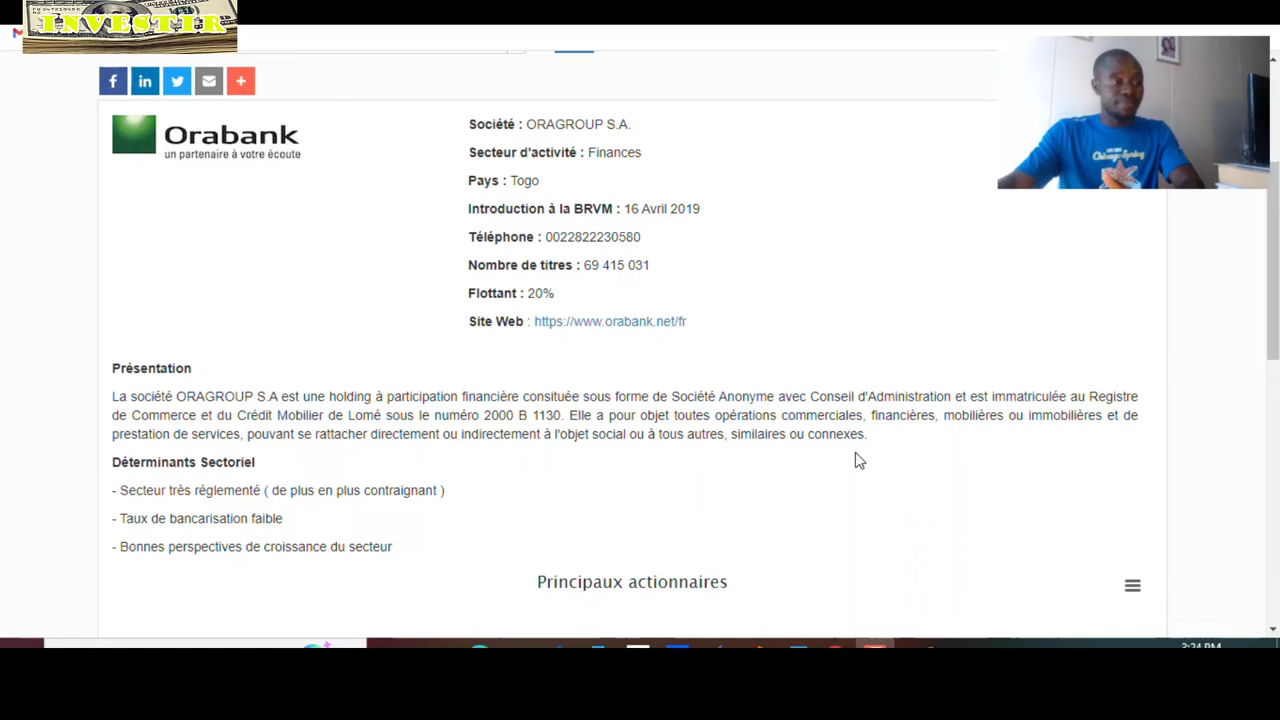 INVESTIR
f in +
Orabank
un partenaire à votre écoute
Société : ORAGROUP S.A.
Secteur d'activité : Finances
Pays : Togo
Introduction à la BRVM : 16 Avril 2019
Téléphone : 0022822230580
Nombre de titres : 69 415 031
Flottant : 20%
Site Web : https://www.orabank.net/fr
Présentation
La société ORAGROUP S.A est une holding à participation financière consituée sous forme de Société Anonyme avec Conseil d'Administration et est immatriculée au Registre
de Commerce et du Crédit Mobilier de Lomé sous le numéro 2000 B 1130. Elle a pour objet toutes opérations commerciales, financières, mobilières ou immobilières et de
prestation de services, pouvant se rattacher directement ou indirectement à l'objet social ou à tous autres, similaires ou connexes.
Déterminants Sectoriel
- Secteur très réglementé ( de plus en plus contraignant )
- Taux de bancarisation faible
- Bonnes perspectives de croissance du secteur
Principaux actionnaires
3:24 PM